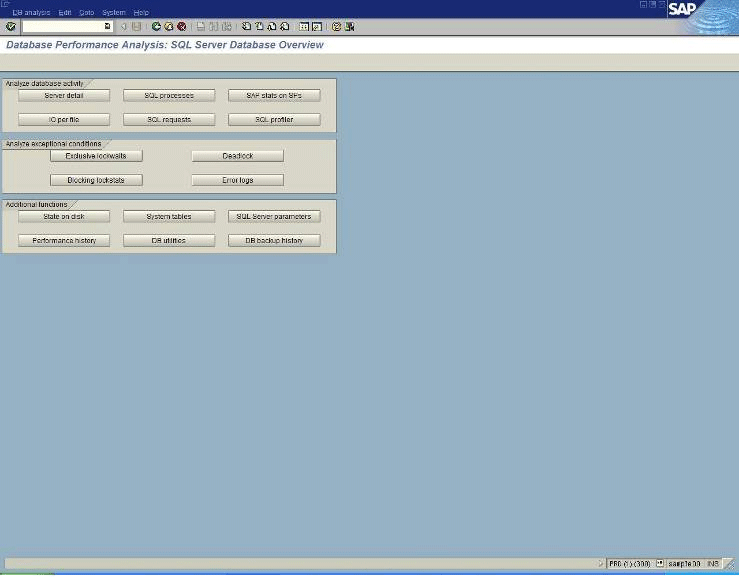 DB analysis Edit Goto System Help
SAP
Database Performance Analysis: SQL Server Database Overview
Analyze database activity
Server detail SQL processes SAP stats on SPs
IO per file SQL requests SQL profiler
Analyze exceptional conditions
Exclusive lockwaits Deadlock
Blocking lockstats Error logs
Additional functions
State on disk System tables SQL Server parameters
Performance history DB utilities DB backup history
PRD (1) (300) sample00 INS